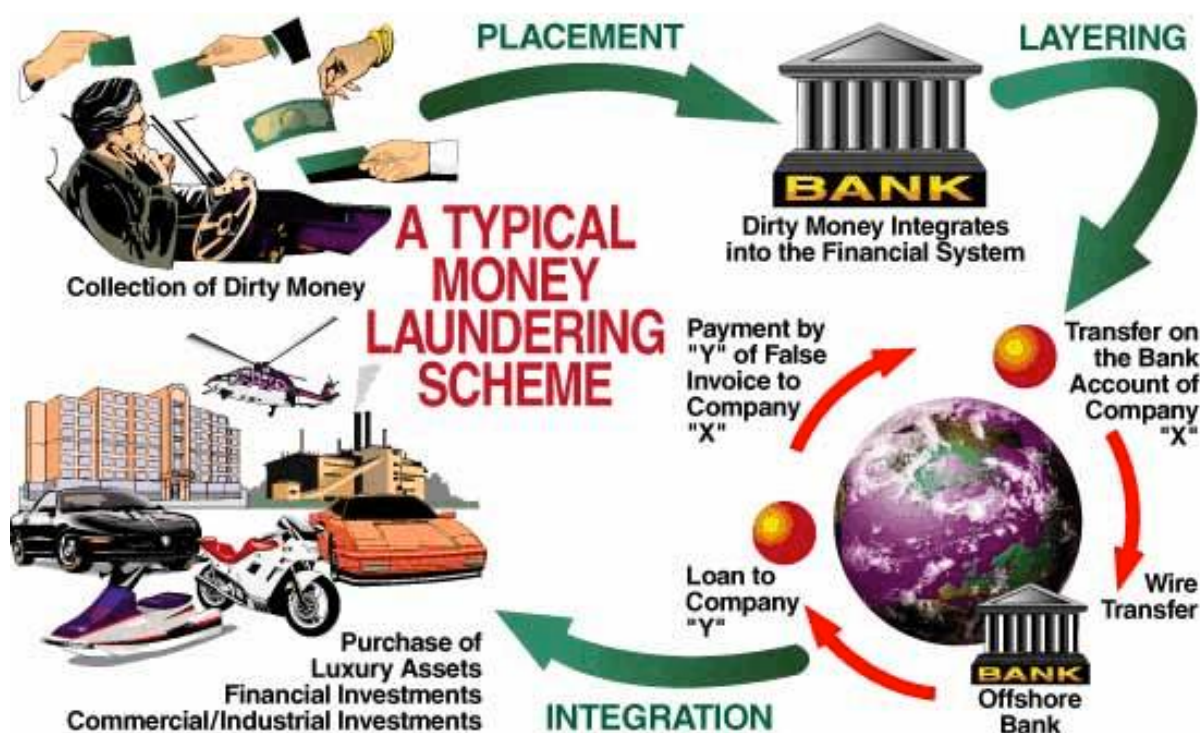 PLACEMENT
LAYERING
BANK
Dirty Money Integrates
into the Financial System
Collection of Dirty Money
A TYPICAL
MONEY
LAUNDERING
SCHEME
Payment by
"Y" of False
Invoice to
Company
"X"
Transfer on
the Bank
Account of
Company
"X"
Loan to
Company
"Y"
Wire
Transfer
BANK
Offshore
Bank
Purchase of
Luxury Assets
Financial Investments
Commercial/Industrial Investments
INTEGRATION